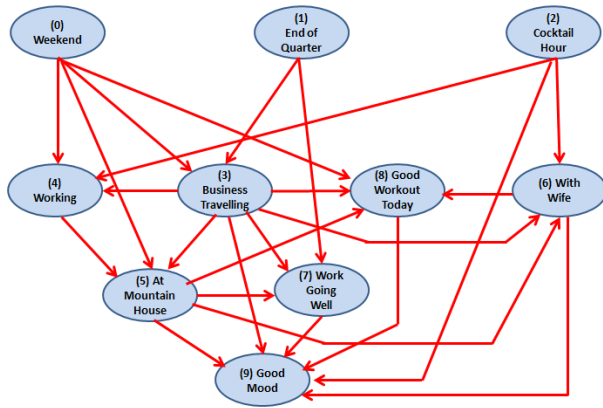 (0)
Weekend
(1)
End of
Quarter
(2)
Cocktail
Hour
(4)
Working
(3)
Business
Travelling
(8) Good
Workout
Today
(6) With
Wife
(5) At
Mountain
House
(7) Work
Going
Well
(9) Good
Mood